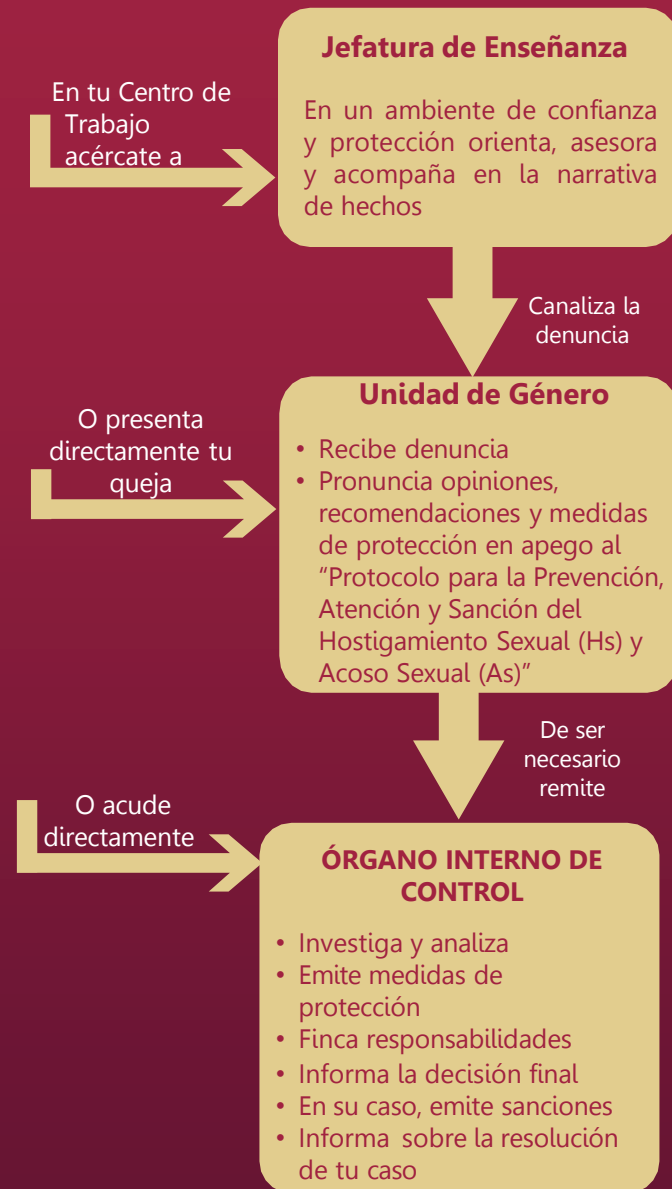 Jefatura de Enseñanza
En tu Centro de
Trabajo
acércate a
En un ambiente de confianza
y protección orienta, asesora
y acompaña en la narrativa
de hechos
Canaliza la
denuncia
Unidad de Género
O presenta
directamente tu
queja
• Recibe denuncia
• Pronuncia opiniones,
recomendaciones y medidas
de protección en apego al
“Protocolo para la Prevención,
Atención y Sanción del
Hostigamiento Sexual (Hs) y
Acoso Sexual (As)”
De ser
necesario
remite
O acude
directamente
ÓRGANO INTERNO DE
CONTROL
• Investiga y analiza
• Emite medidas de
protección
• Finca responsabilidades
• Informa la decisión final
• En su caso, emite sanciones
• Informa sobre la resolución
de tu caso